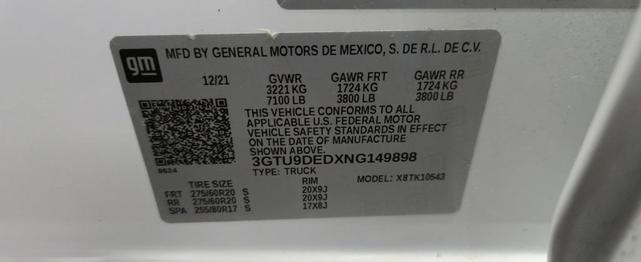 gm
MFD BY GENERAL MOTORS DE MEXICO, S. DE R.L. DE C.V.
12/21 GVWR GAWR FRT GAWR RR
3221 KG 1724 KG 1724 KG
7100 LB 3800 LB 3800 LB
THIS VEHICLE CONFORMS TO ALL
APPLICABLE U.S. FEDERAL MOTOR
VEHICLE SAFETY STANDARDS IN EFFECT
ON THE DATE OF MANUFACTURE
SHOWN ABOVE.
3GTU9DEDXNG149898
TYPE: TRUCK MODEL: X8TK10543
TIRE SIZE RIM
FRT 275/60R20 S 20X9J
RR 275/60R20 S 20X9J
SPA 255/80R17 S 17X8J